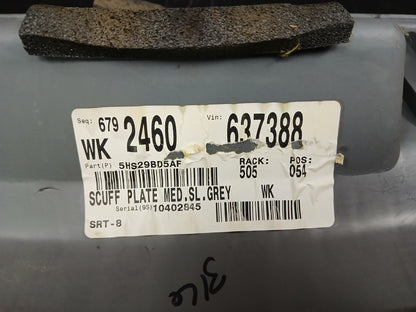 Seq: 679 2460 Vin: 637388
WK
Part(P) 5HS29BD5AF RACK: POS:
505 054
SCUFF PLATE MED.SL.GREY WK
Serial(9S)10402845
SRT-8